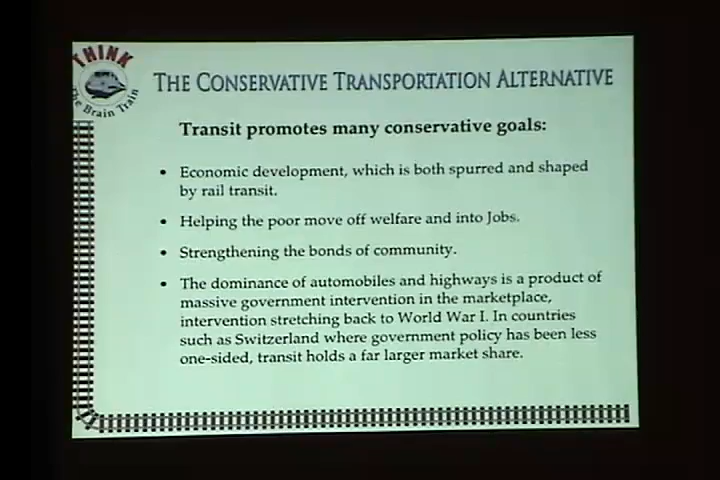 THINK
The Brain Train
THE CONSERVATIVE TRANSPORTATION ALTERNATIVE
Transit promotes many conservative goals:
• Economic development, which is both spurred and shaped
by rail transit.
• Helping the poor move off welfare and into Jobs.
• Strengthening the bonds of community.
• The dominance of automobiles and highways is a product of
massive government intervention in the marketplace,
intervention stretching back to World War I. In countries
such as Switzerland where government policy has been less
one-sided, transit holds a far larger market share.